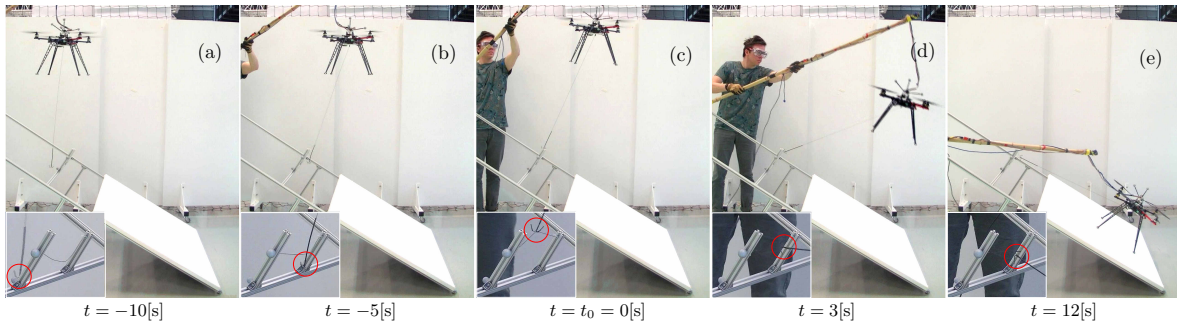 (a)
(b)
(c)
(d)
(e)
t = −10[s]
t = −5[s]
t = t₀ = 0[s]
t = 3[s]
t = 12[s]